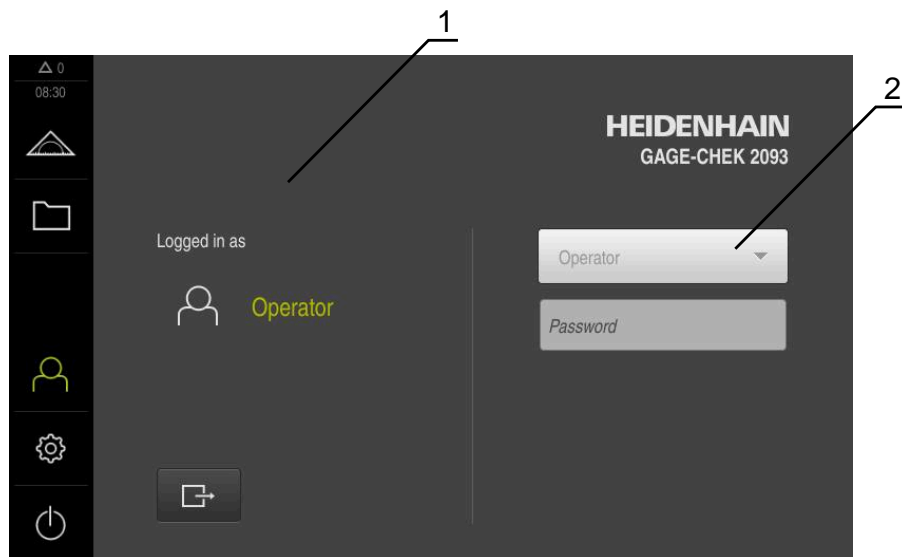 1
2
△ 0
08:30
HEIDENHAIN
GAGE-CHEK 2093
Logged in as
Operator
Operator
Password